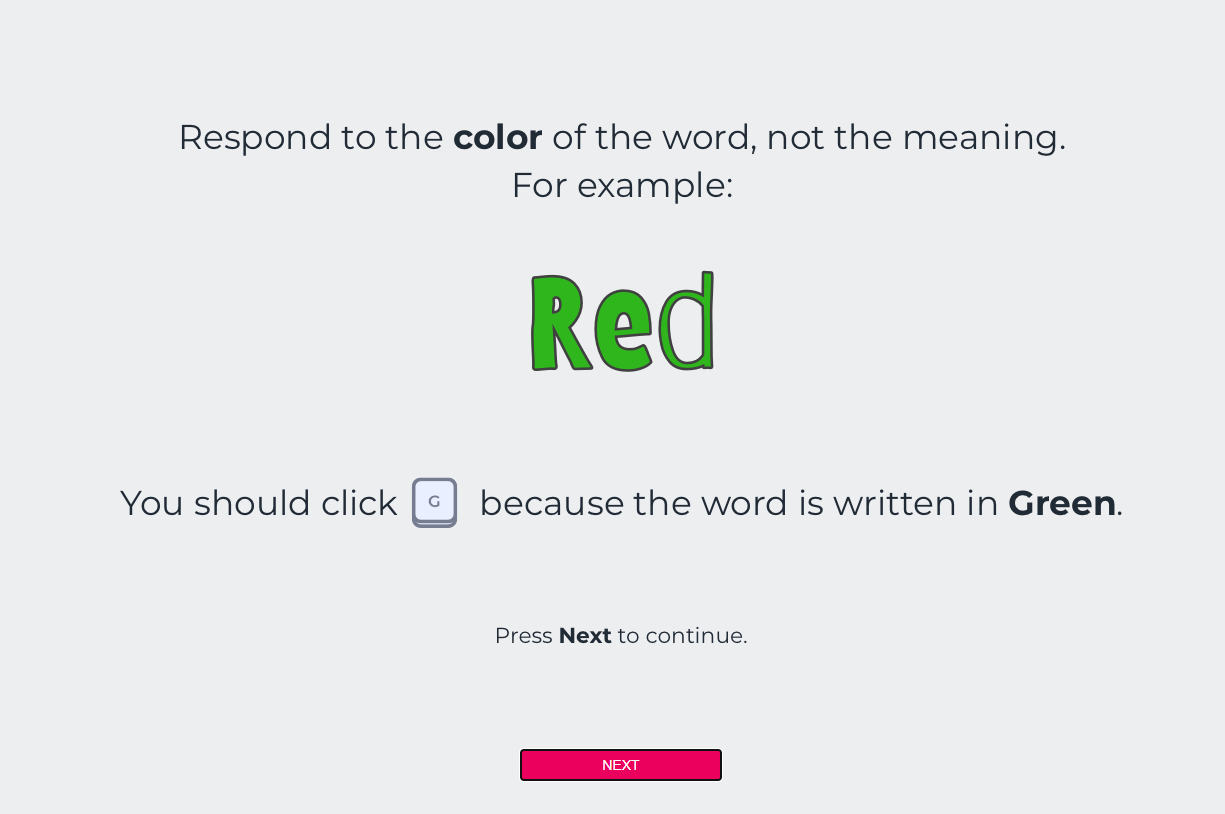 Respond to the color of the word, not the meaning.
For example:
Red
You should click G because the word is written in Green.
Press Next to continue.
NEXT